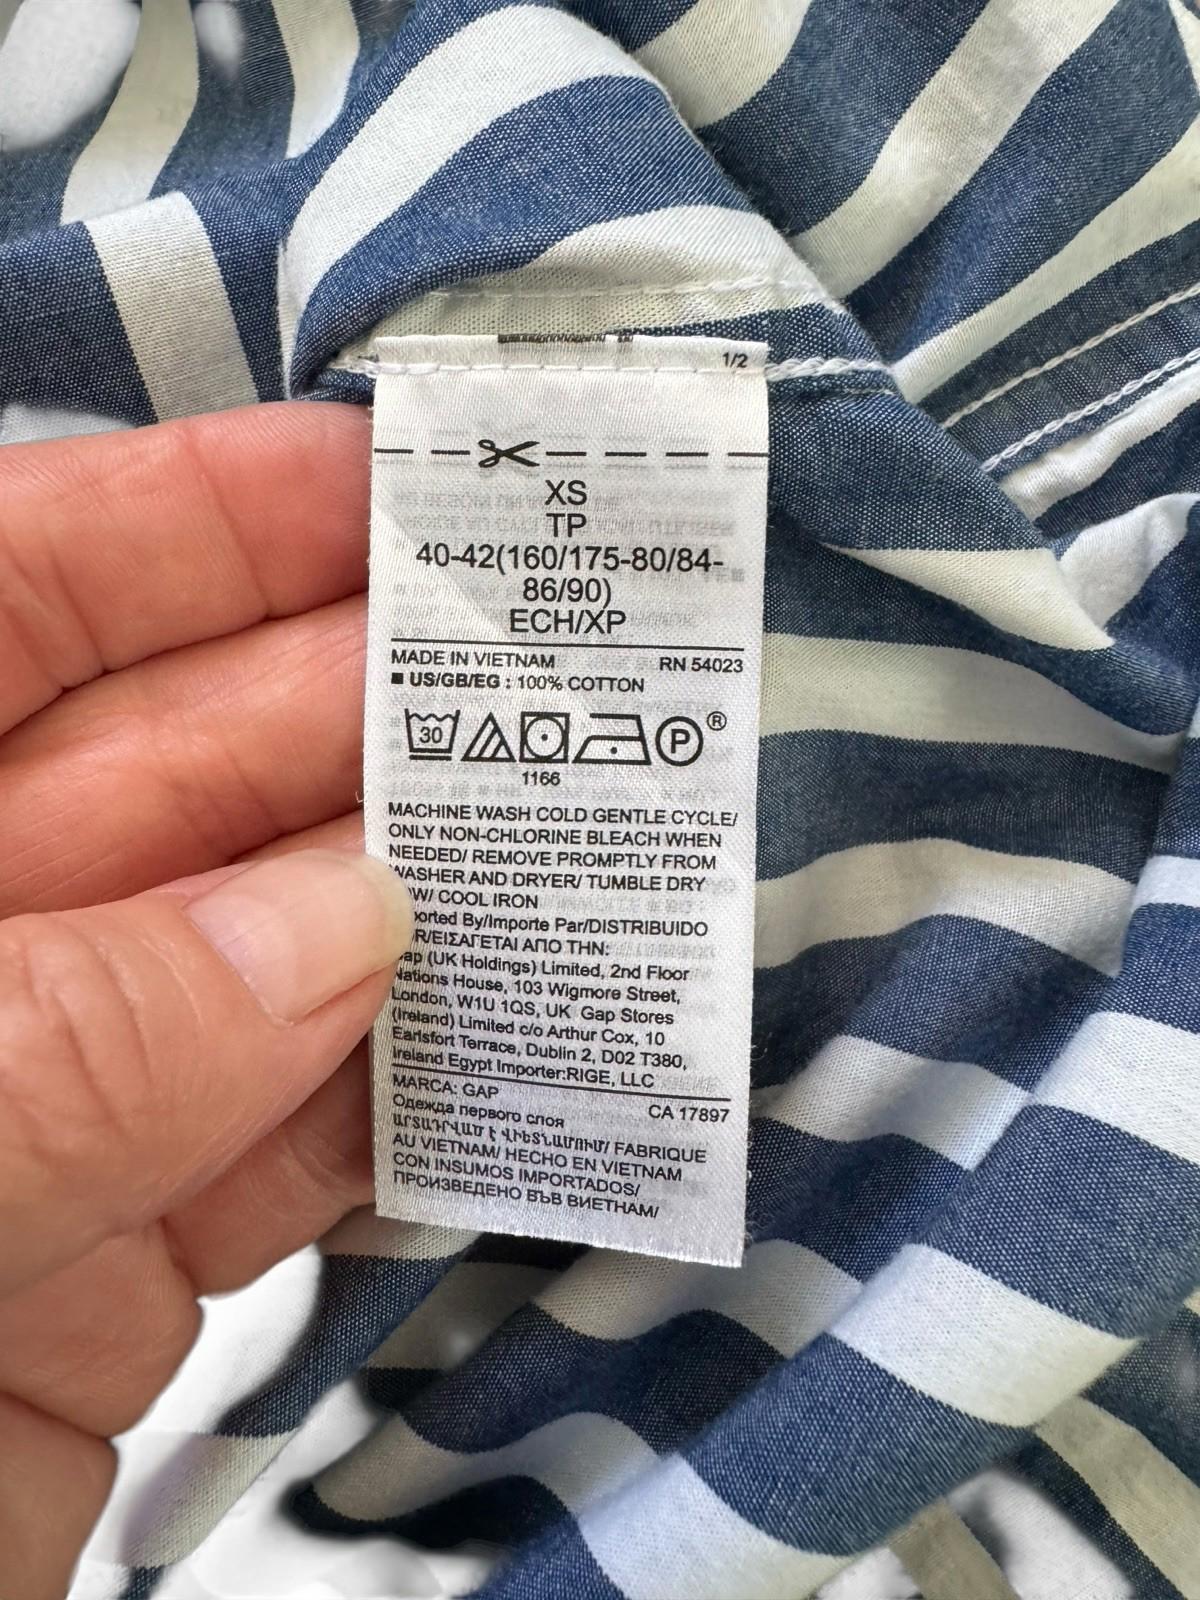 1/2
XS
TP
40-42(160/175-80/84-
86/90)
ECH/XP
MADE IN VIETNAM RN 54023
■ US/GB/EG : 100% COTTON
30 P ®
1166
MACHINE WASH COLD GENTLE CYCLE/
ONLY NON-CHLORINE BLEACH WHEN
NEEDED/ REMOVE PROMPTLY FROM
WASHER AND DRYER/ TUMBLE DRY
COOL IRON
By/Importe Par/DISTRIBUIDO
ΕΙΣΑΓΕΤΑΙ ΑΠΟ ΤΗΝ:
(UK Holdings) Limited, 2nd Floor
Nations House, 103 Wigmore Street,
London, W1U 1QS, UK Gap Stores
(Ireland) Limited c/o Arthur Cox, 10
Earlsfort Terrace, Dublin 2, D02 T380,
Ireland Egypt Importer:RIGE, LLC
MARCA: GAP CA 17897
Одежда первого слоя
ԱՐՏԱԴՐՎԱԾ Է ՎԻԵՏՆԱՄՈՒՄ/ FABRIQUE
AU VIETNAM/ HECHO EN VIETNAM
CON INSUMOS IMPORTADOS/
ПРОИЗВЕДЕНО ВЪВ ВИЕТНАМ/